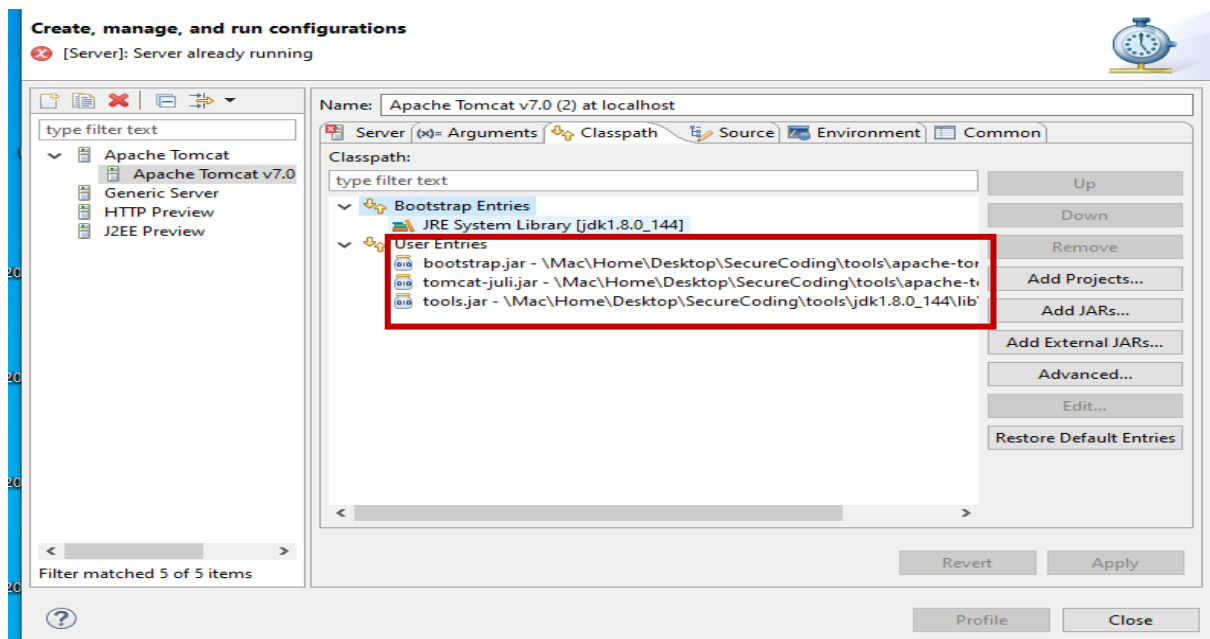 Create, manage, and run configurations
[Server]: Server already running
type filter text
Apache Tomcat
Apache Tomcat v7.0
Generic Server
HTTP Preview
J2EE Preview
Filter matched 5 of 5 items
Name: Apache Tomcat v7.0 (2) at localhost
Server (x)= Arguments Classpath Source Environment Common
Classpath:
type filter text
Bootstrap Entries
JRE System Library [jdk1.8.0_144]
User Entries
bootstrap.jar - \Mac\Home\Desktop\SecureCoding\tools\apache-tor
tomcat-juli.jar - \Mac\Home\Desktop\SecureCoding\tools\apache-t
tools.jar - \Mac\Home\Desktop\SecureCoding\tools\jdk1.8.0_144\lib
Up
Down
Remove
Add Projects...
Add JARs...
Add External JARs...
Advanced...
Edit...
Restore Default Entries
Revert Apply
Profile Close